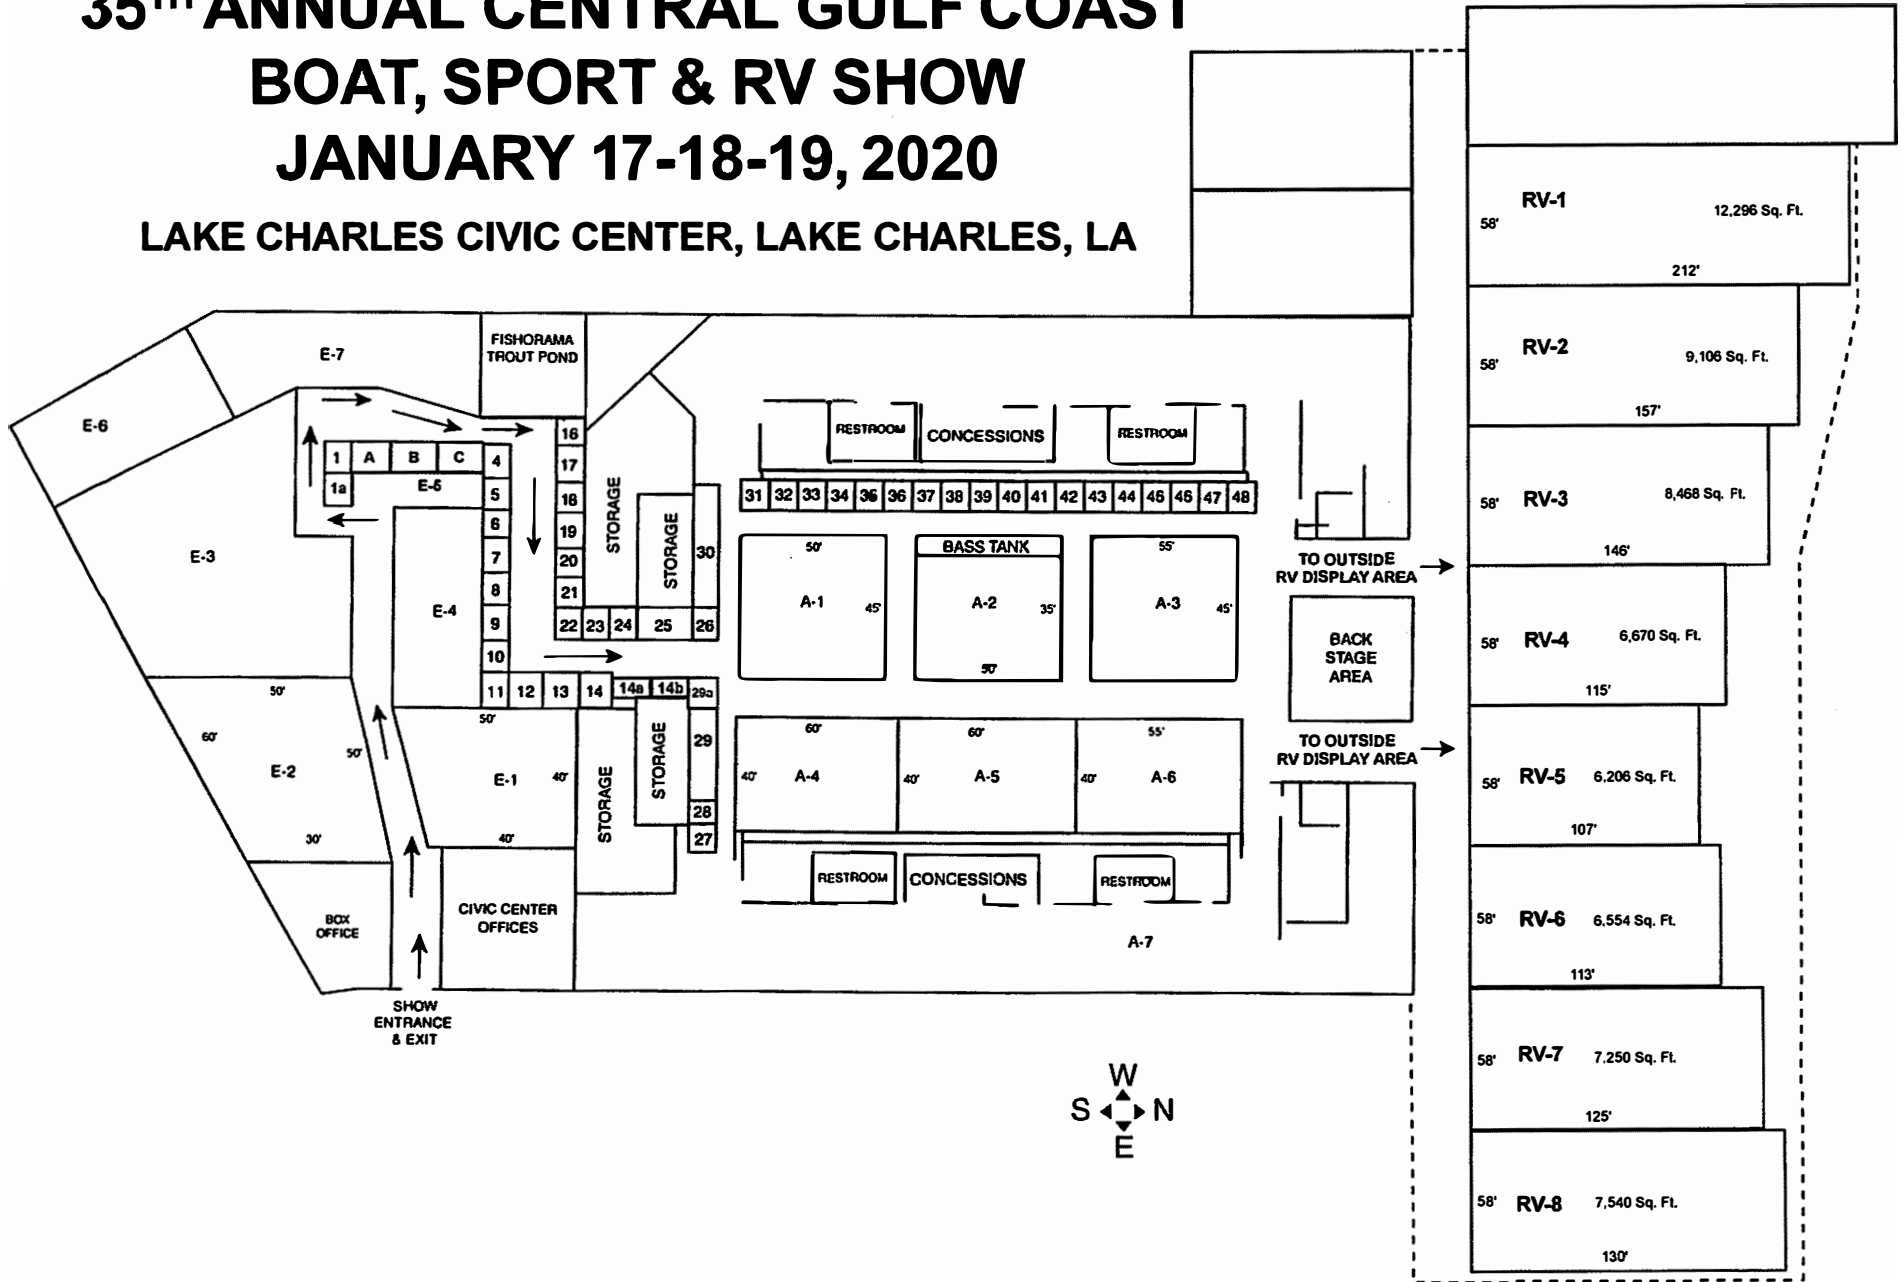 35TH ANNUAL CENTRAL GULF COAST
BOAT, SPORT & RV SHOW
JANUARY 17-18-19, 2020
LAKE CHARLES CIVIC CENTER, LAKE CHARLES, LA
RV-1
12,296 Sq. Ft.
58'
212'
RV-2
9,106 Sq. Ft.
58'
157'
RV-3
8,468 Sq. Ft.
58'
146'
RV-4
6,670 Sq. Ft.
58'
115'
RV-5
6,206 Sq. Ft.
58'
107'
RV-6
6,554 Sq. Ft.
58'
113'
RV-7
7,250 Sq. Ft.
58'
125'
RV-8
7,540 Sq. Ft.
58'
130'
E-7
FISHORAMA
TROUT POND
E-6
1
A
B
C
4
1a
E-5
5
6
7
8
9
10
11
12
13
14
14a
14b
29a
16
17
18
19
20
21
22
23
24
25
26
STORAGE
STORAGE
30
E-3
E-4
RESTROOM
CONCESSIONS
RESTROOM
31 32 33 34 35 36 37 38 39 40 41 42 43 44 45 46 47 48
50'
A-1
45'
BASS TANK
A-2
35'
50'
55'
A-3
45'
TO OUTSIDE
RV DISPLAY AREA
BACK
STAGE
AREA
TO OUTSIDE
RV DISPLAY AREA
50'
60'
50'
E-2
30'
50'
E-1
40'
40'
STORAGE
STORAGE
29
28
27
60'
40'
A-4
60'
40'
A-5
55'
40'
A-6
RESTROOM
CONCESSIONS
RESTROOM
A-7
BOX
OFFICE
CIVIC CENTER
OFFICES
SHOW
ENTRANCE
& EXIT
W
S N
E